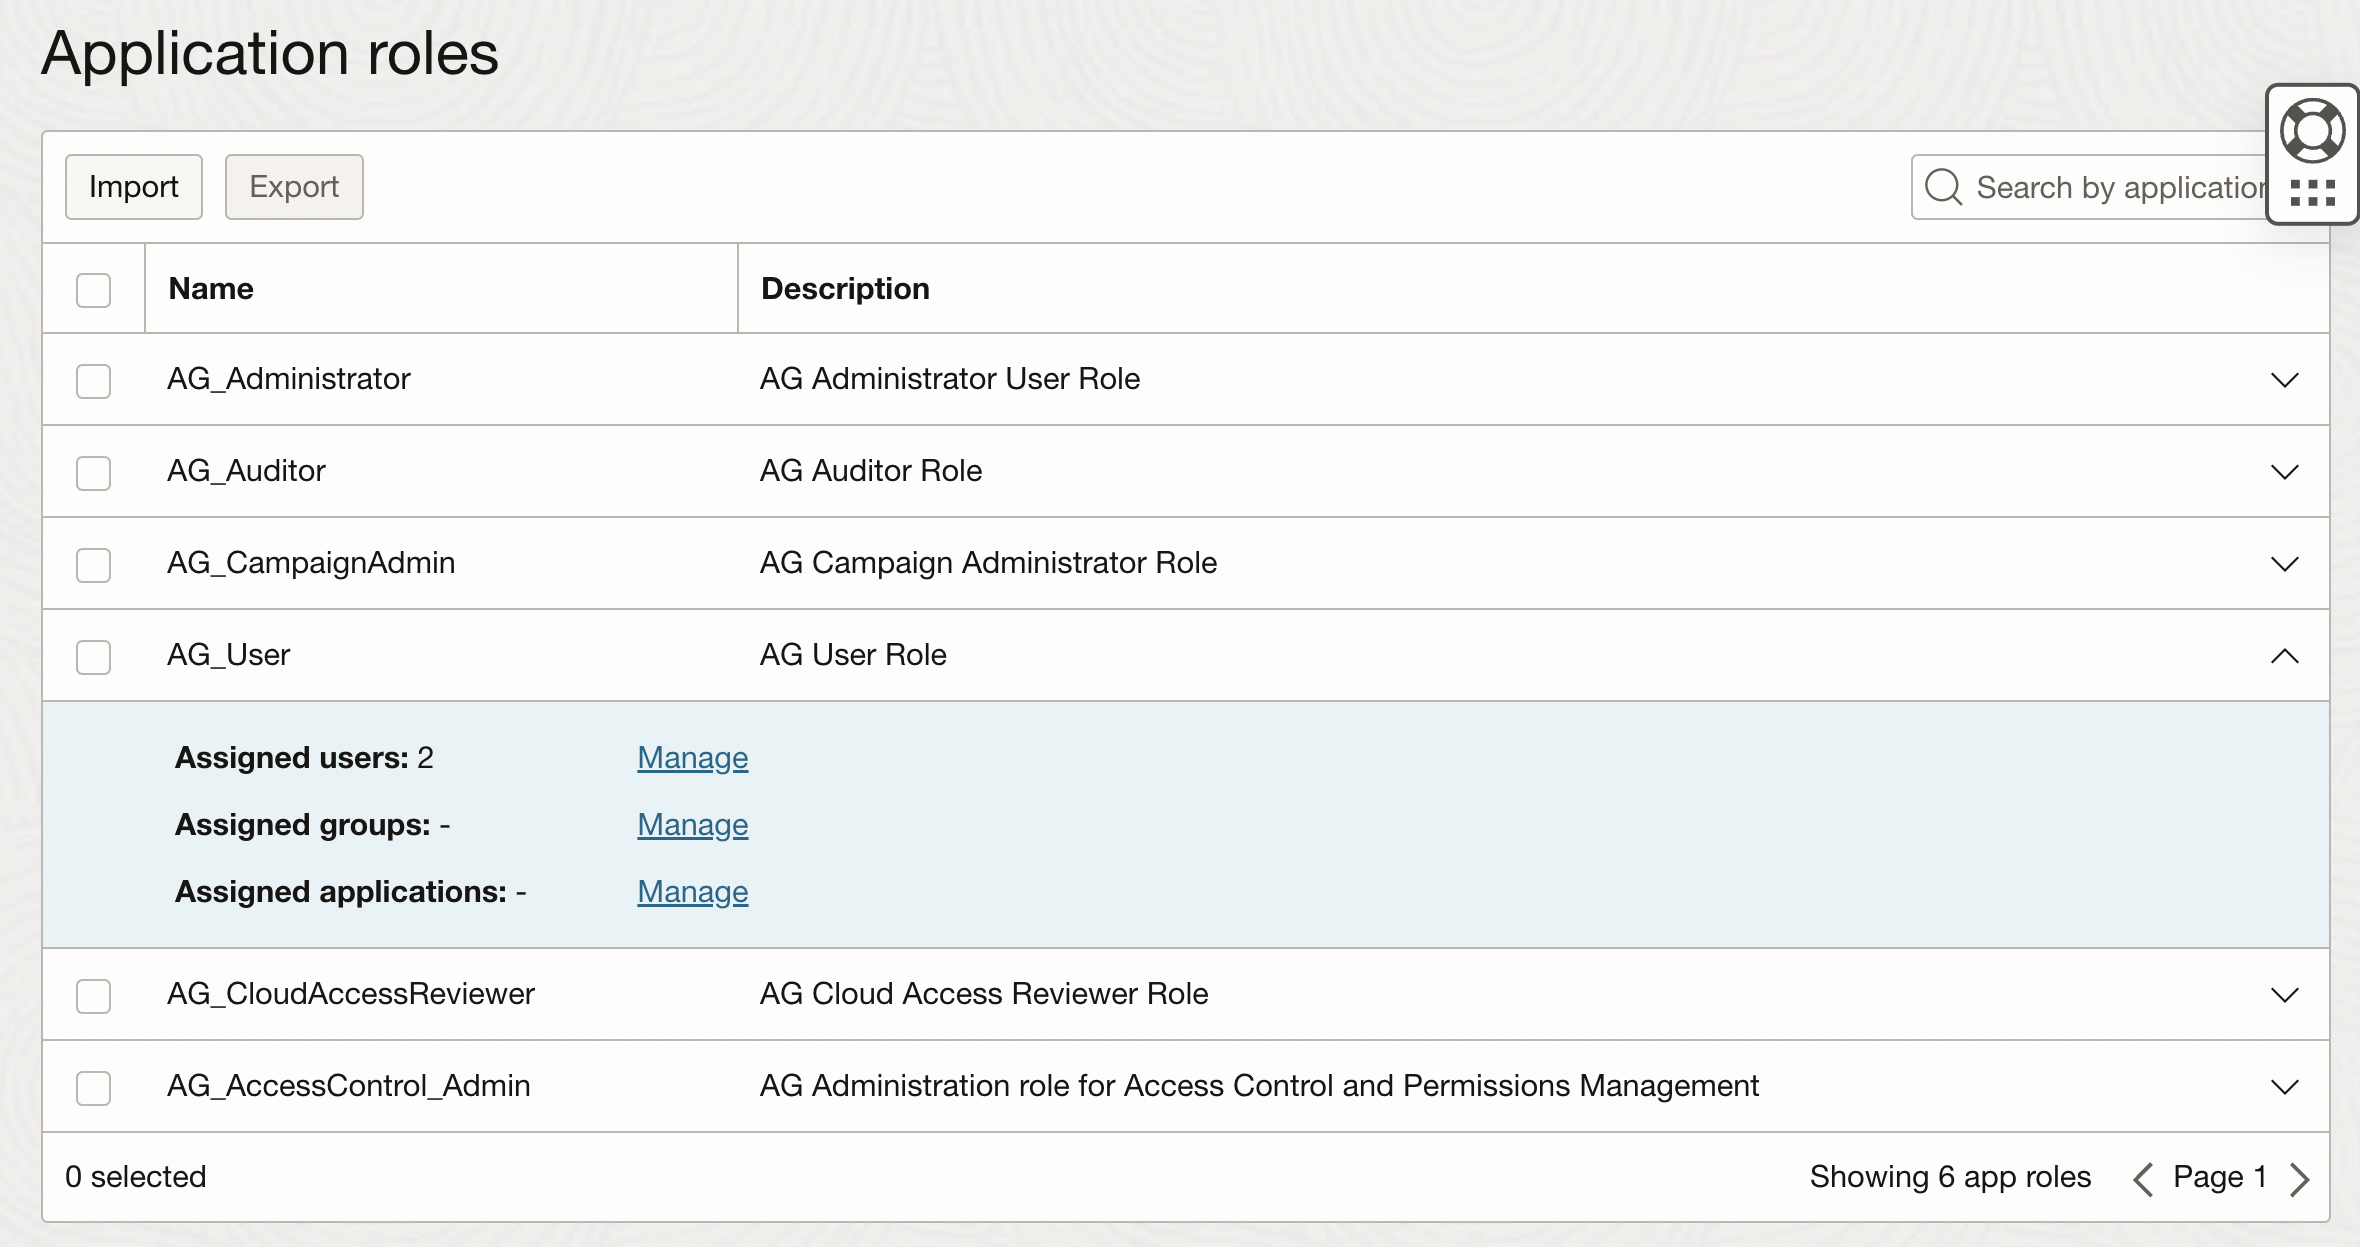 Application roles
Import Export Search by application
Name Description
AG_Administrator AG Administrator User Role
AG_Auditor AG Auditor Role
AG_CampaignAdmin AG Campaign Administrator Role
AG_User AG User Role
Assigned users: 2 Manage
Assigned groups: - Manage
Assigned applications: - Manage
AG_CloudAccessReviewer AG Cloud Access Reviewer Role
AG_AccessControl_Admin AG Administration role for Access Control and Permissions Management
0 selected Showing 6 app roles Page 1